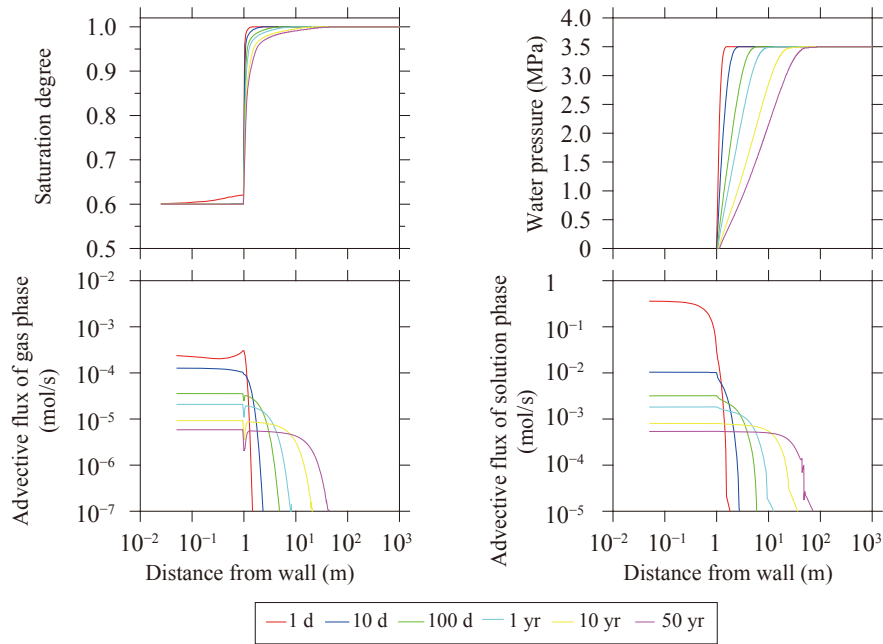 Saturation degree
1.0
0.9
0.8
0.7
0.6
0.5
Water pressure (MPa)
4.0
3.5
3.0
2.5
2.0
1.5
1.0
0.5
0
Advective flux of gas phase
(mol/s)
10⁻²
10⁻³
10⁻⁴
10⁻⁵
10⁻⁶
10⁻⁷
10⁻² 10⁻¹ 1 10¹ 10² 10³
Distance from wall (m)
Advective flux of solution phase
(mol/s)
1
10⁻¹
10⁻²
10⁻³
10⁻⁴
10⁻⁵
10⁻² 10⁻¹ 1 10¹ 10² 10³
Distance from wall (m)
1 d 10 d 100 d 1 yr 10 yr 50 yr